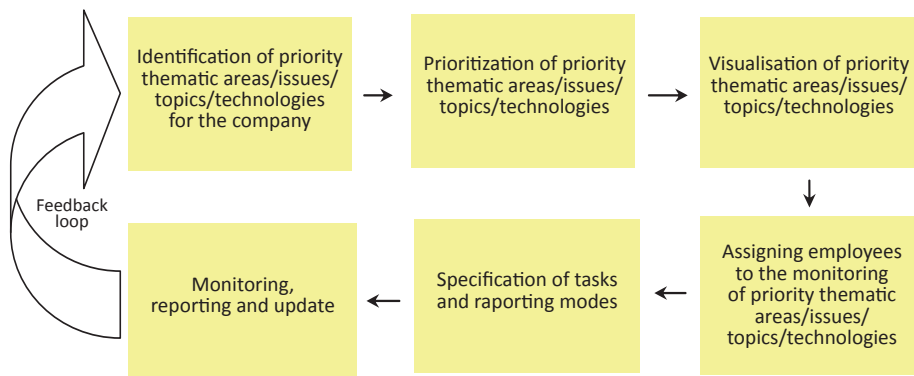 Identification of priority
thematic areas/issues/
topics/technologies
for the company
Prioritization of priority
thematic areas/issues/
topics/technologies
Visualisation of priority
thematic areas/issues/
topics/technologies
Feedback
loop
Monitoring,
reporting and update
Specification of tasks
and raporting modes
Assigning employees
to the monitoring
of priority thematic
areas/issues/
topics/technologies